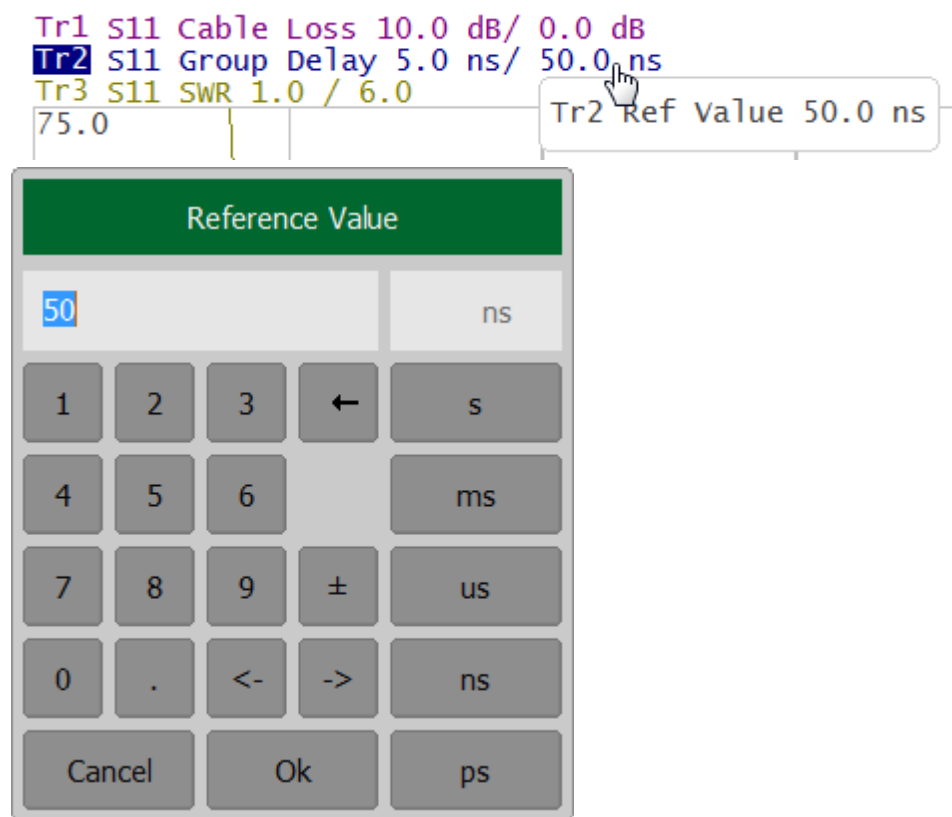 Tr1 S11 Cable Loss 10.0 dB/ 0.0 dB
Tr2 S11 Group Delay 5.0 ns/ 50.0 ns
Tr3 S11 SWR 1.0 / 6.0
75.0
Tr2 Ref Value 50.0 ns
Reference Value
50 ns
1 2 3 ← s
4 5 6 ms
7 8 9 ± us
0 . <- -> ns
Cancel Ok ps